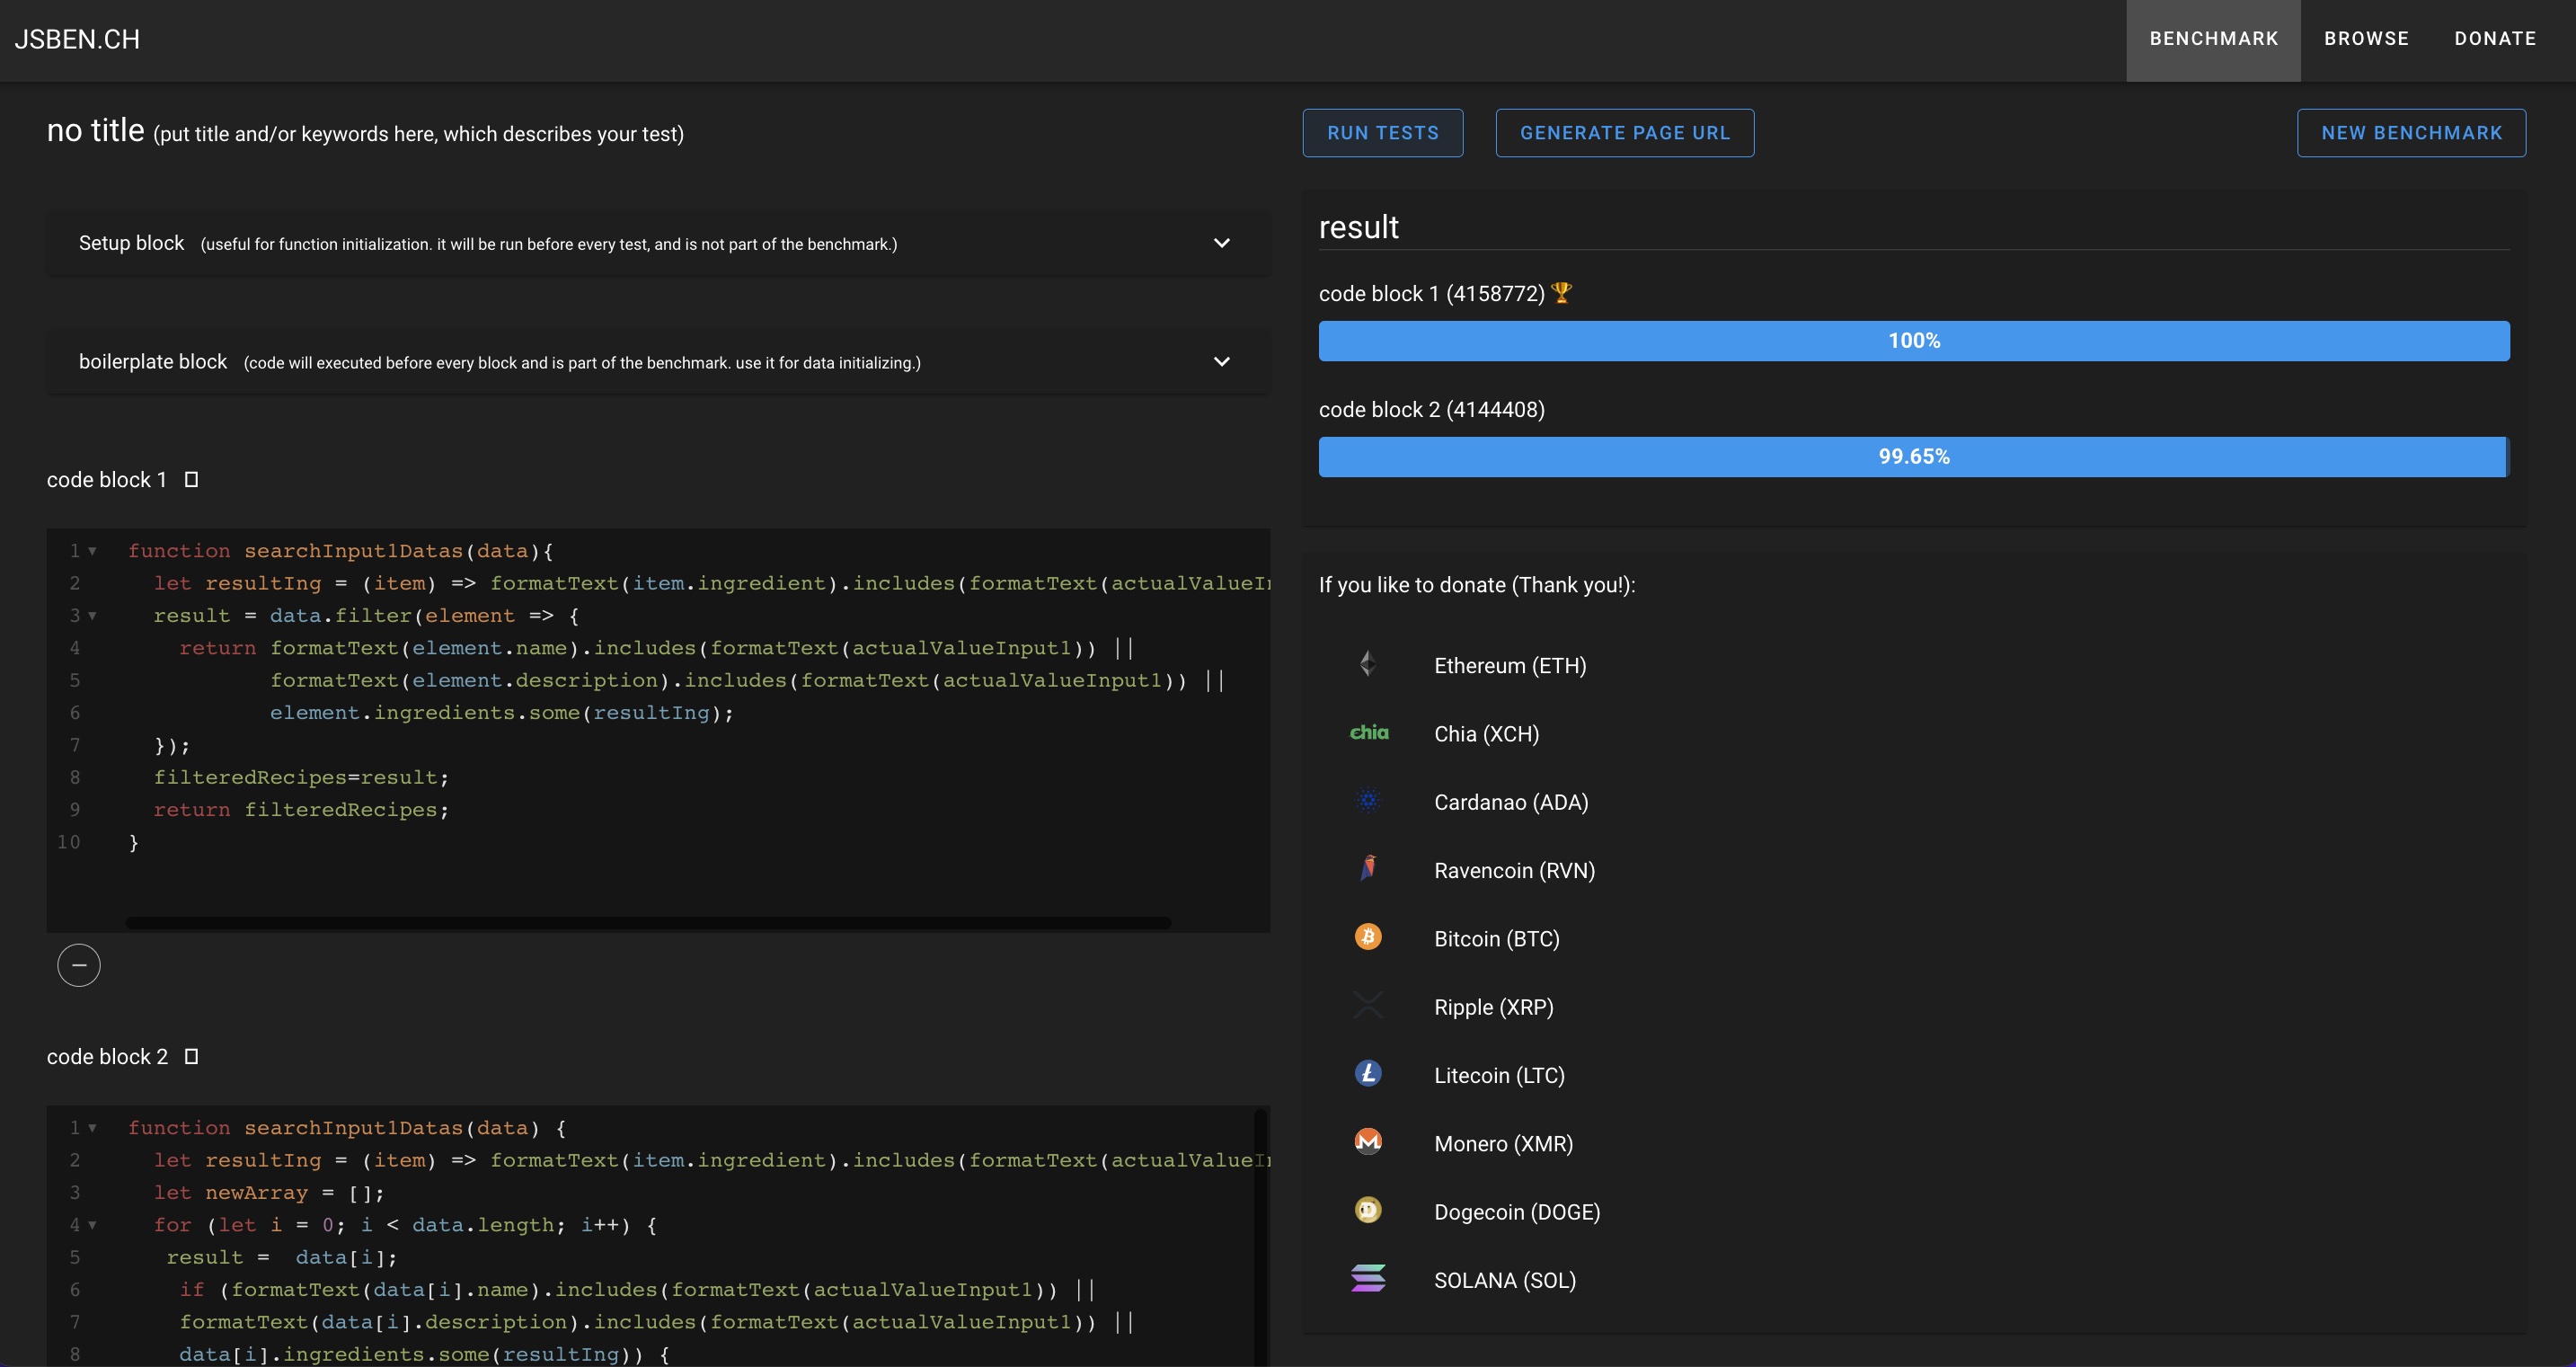 JSBEN.CH
BENCHMARK
BROWSE
DONATE
no title (put title and/or keywords here, which describes your test)
RUN TESTS
GENERATE PAGE URL
NEW BENCHMARK
Setup block (useful for function initialization. it will be run before every test, and is not part of the benchmark.)
boilerplate block (code will executed before every block and is part of the benchmark. use it for data initializing.)
code block 1
1 function searchInput1Datas(data){
2 let resultIng = (item) => formatText(item.ingredient).includes(formatText(actualValueIn
3 result = data.filter(element => {
4 return formatText(element.name).includes(formatText(actualValueInput1)) ||
5 formatText(element.description).includes(formatText(actualValueInput1)) ||
6 element.ingredients.some(resultIng);
7 });
8 filteredRecipes=result;
9 return filteredRecipes;
10 }
code block 2
1 function searchInput1Datas(data) {
2 let resultIng = (item) => formatText(item.ingredient).includes(formatText(actualValueIn
3 let newArray = [];
4 for (let i = 0; i < data.length; i++) {
5 result =  data[i];
6 if (formatText(data[i].name).includes(formatText(actualValueInput1)) ||
7 formatText(data[i].description).includes(formatText(actualValueInput1)) ||
8 data[i].ingredients.some(resultIng)) {
result
code block 1 (4158772) 🏆
100%
code block 2 (4144408)
99.65%
If you like to donate (Thank you!):
Ethereum (ETH)
chia Chia (XCH)
Cardanao (ADA)
Ravencoin (RVN)
Bitcoin (BTC)
Ripple (XRP)
Litecoin (LTC)
Monero (XMR)
Dogecoin (DOGE)
SOLANA (SOL)